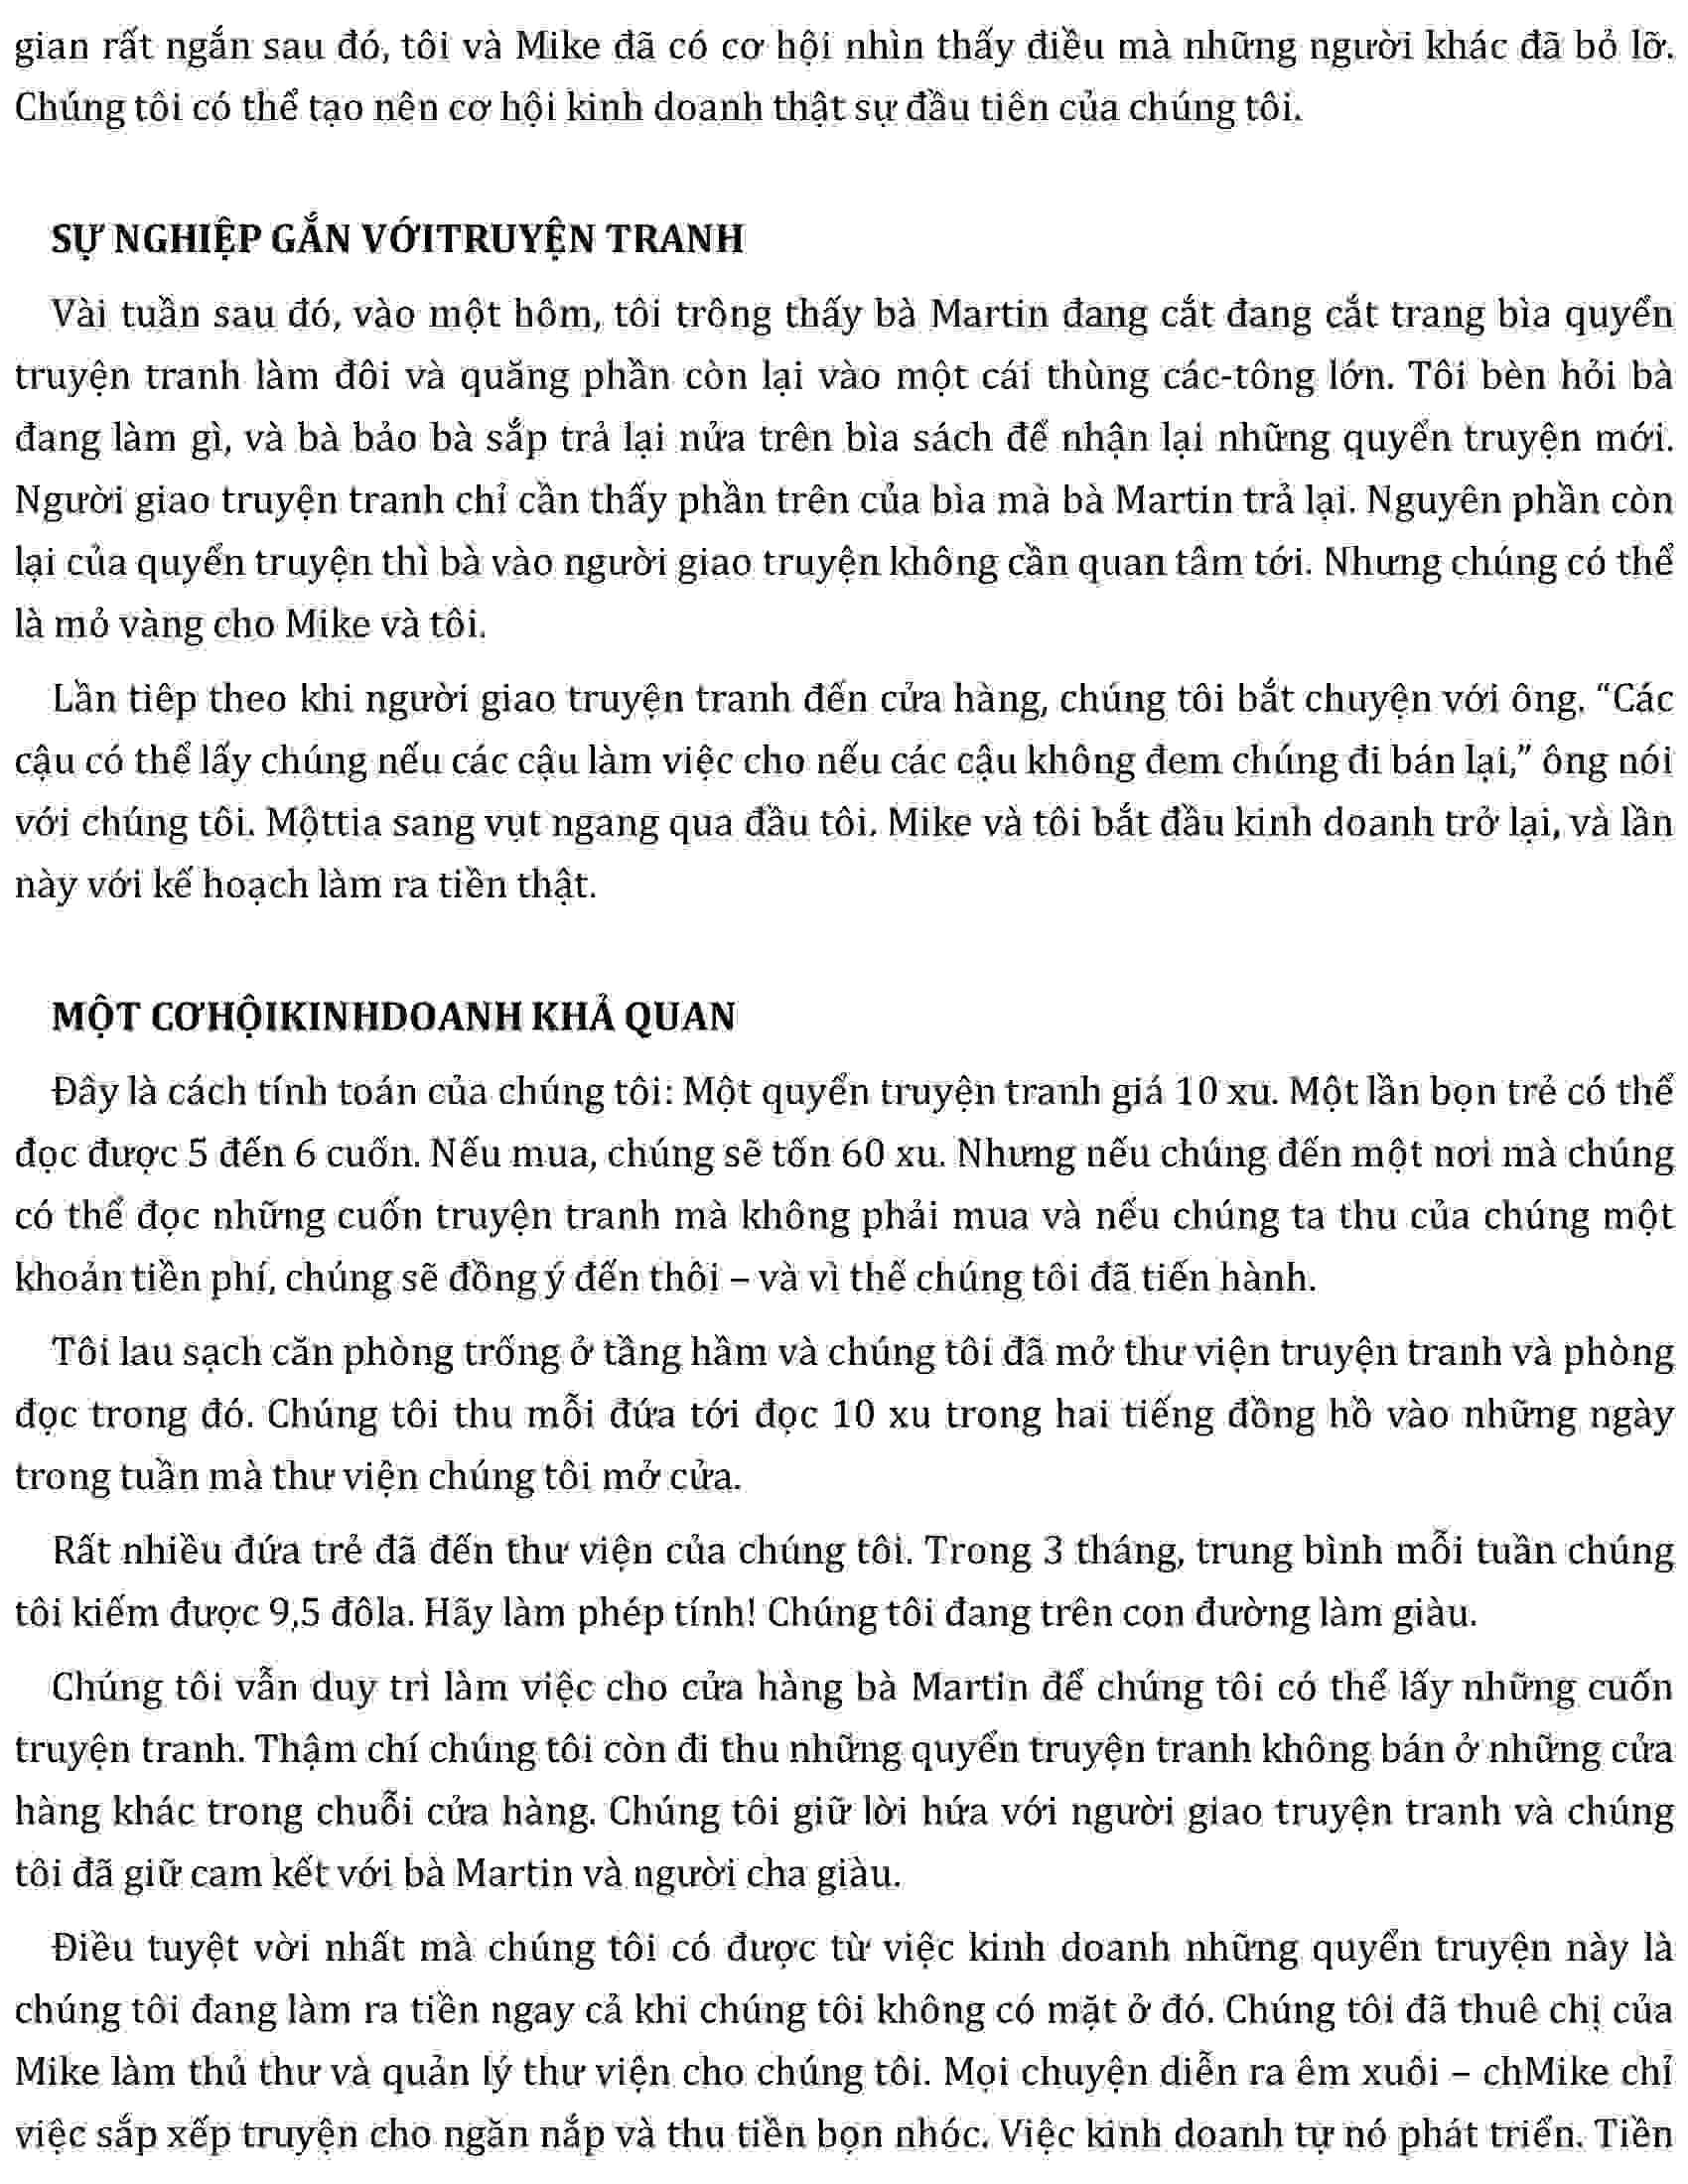 gian rất ngắn sau đó, tôi và Mike đã có cơ hội nhìn thấy điều mà những người khác đã bỏ lỡ.
Chúng tôi có thể tạo nên cơ hội kinh doanh thật sự đầu tiên của chúng tôi.
SỰ NGHIỆP GẮN VỚITRUYỆN TRANH
Vài tuần sau đó, vào một hôm, tôi trông thấy bà Martin đang cắt đang cắt trang bìa quyển
truyện tranh làm đôi và quăng phần còn lại vào một cái thùng các-tông lớn. Tôi bèn hỏi bà
đang làm gì, và bà bảo bà sắp trả lại nửa trên bìa sách để nhận lại những quyển truyện mới.
Người giao truyện tranh chỉ cần thấy phần trên của bìa mà bà Martin trả lại. Nguyên phần còn
lại của quyển truyện thì bà vào người giao truyện không cần quan tâm tới. Nhưng chúng có thể
là mỏ vàng cho Mike và tôi.
Lần tiêp theo khi người giao truyện tranh đến cửa hàng, chúng tôi bắt chuyện với ông. “Các
cậu có thể lấy chúng nếu các cậu làm việc cho nếu các cậu không đem chúng đi bán lại,” ông nói
với chúng tôi. Mộttia sang vụt ngang qua đầu tôi. Mike và tôi bắt đầu kinh doanh trở lại, và lần
này với kế hoạch làm ra tiền thật.
MỘT CƠHỘIKINHDOANH KHẢ QUAN
Đây là cách tính toán của chúng tôi: Một quyển truyện tranh giá 10 xu. Một lần bọn trẻ có thể
đọc được 5 đến 6 cuốn. Nếu mua, chúng sẽ tốn 60 xu. Nhưng nếu chúng đến một nơi mà chúng
có thể đọc những cuốn truyện tranh mà không phải mua và nếu chúng ta thu của chúng một
khoản tiền phí, chúng sẽ đồng ý đến thôi – và vì thế chúng tôi đã tiến hành.
Tôi lau sạch căn phòng trống ở tầng hầm và chúng tôi đã mở thư viện truyện tranh và phòng
đọc trong đó. Chúng tôi thu mỗi đứa tới đọc 10 xu trong hai tiếng đồng hồ vào những ngày
trong tuần mà thư viện chúng tôi mở cửa.
Rất nhiều đứa trẻ đã đến thư viện của chúng tôi. Trong 3 tháng, trung bình mỗi tuần chúng
tôi kiếm được 9,5 đôla. Hãy làm phép tính! Chúng tôi đang trên con đường làm giàu.
Chúng tôi vẫn duy trì làm việc cho cửa hàng bà Martin để chúng tôi có thể lấy những cuốn
truyện tranh. Thậm chí chúng tôi còn đi thu những quyển truyện tranh không bán ở những cửa
hàng khác trong chuỗi cửa hàng. Chúng tôi giữ lời hứa với người giao truyện tranh và chúng
tôi đã giữ cam kết với bà Martin và người cha giàu.
Điều tuyệt vời nhất mà chúng tôi có được từ việc kinh doanh những quyển truyện này là
chúng tôi đang làm ra tiền ngay cả khi chúng tôi không có mặt ở đó. Chúng tôi đã thuê chị của
Mike làm thủ thư và quản lý thư viện cho chúng tôi. Mọi chuyện diễn ra êm xuôi – chMike chỉ
việc sắp xếp truyện cho ngăn nắp và thu tiền bọn nhóc. Việc kinh doanh tự nó phát triển. Tiền